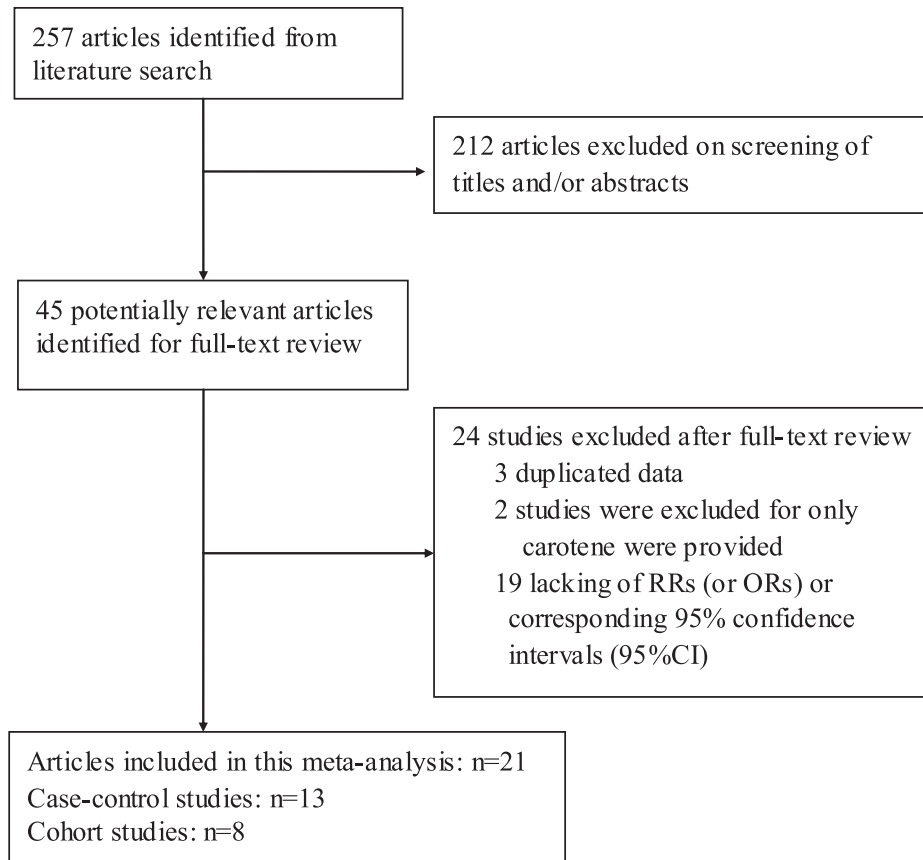 257 articles identified from
literature search
212 articles excluded on screening of
titles and/or abstracts
45 potentially relevant articles
identified for full-text review
24 studies excluded after full-text review
3 duplicated data
2 studies were excluded for only
carotene were provided
19 lacking of RRs (or ORs) or
corresponding 95% confidence
intervals (95%CI)
Articles included in this meta-analysis: n=21
Case-control studies: n=13
Cohort studies: n=8